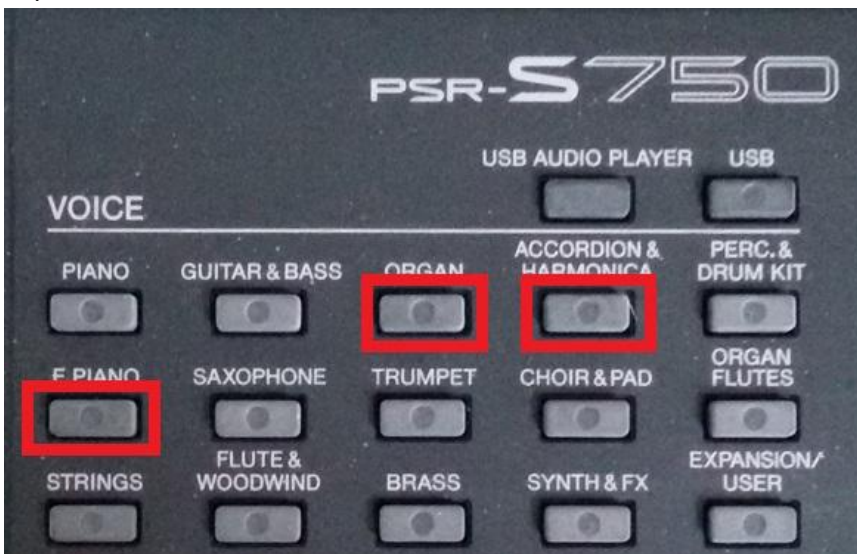 PSR-S750
USB AUDIO PLAYER USB
VOICE
PIANO GUITAR & BASS ORGAN ACCORDION & HARMONICA PERC. & DRUM KIT
E.PIANO SAXOPHONE TRUMPET CHOIR & PAD ORGAN FLUTES
STRINGS FLUTE & WOODWIND BRASS SYNTH & FX EXPANSION/ USER